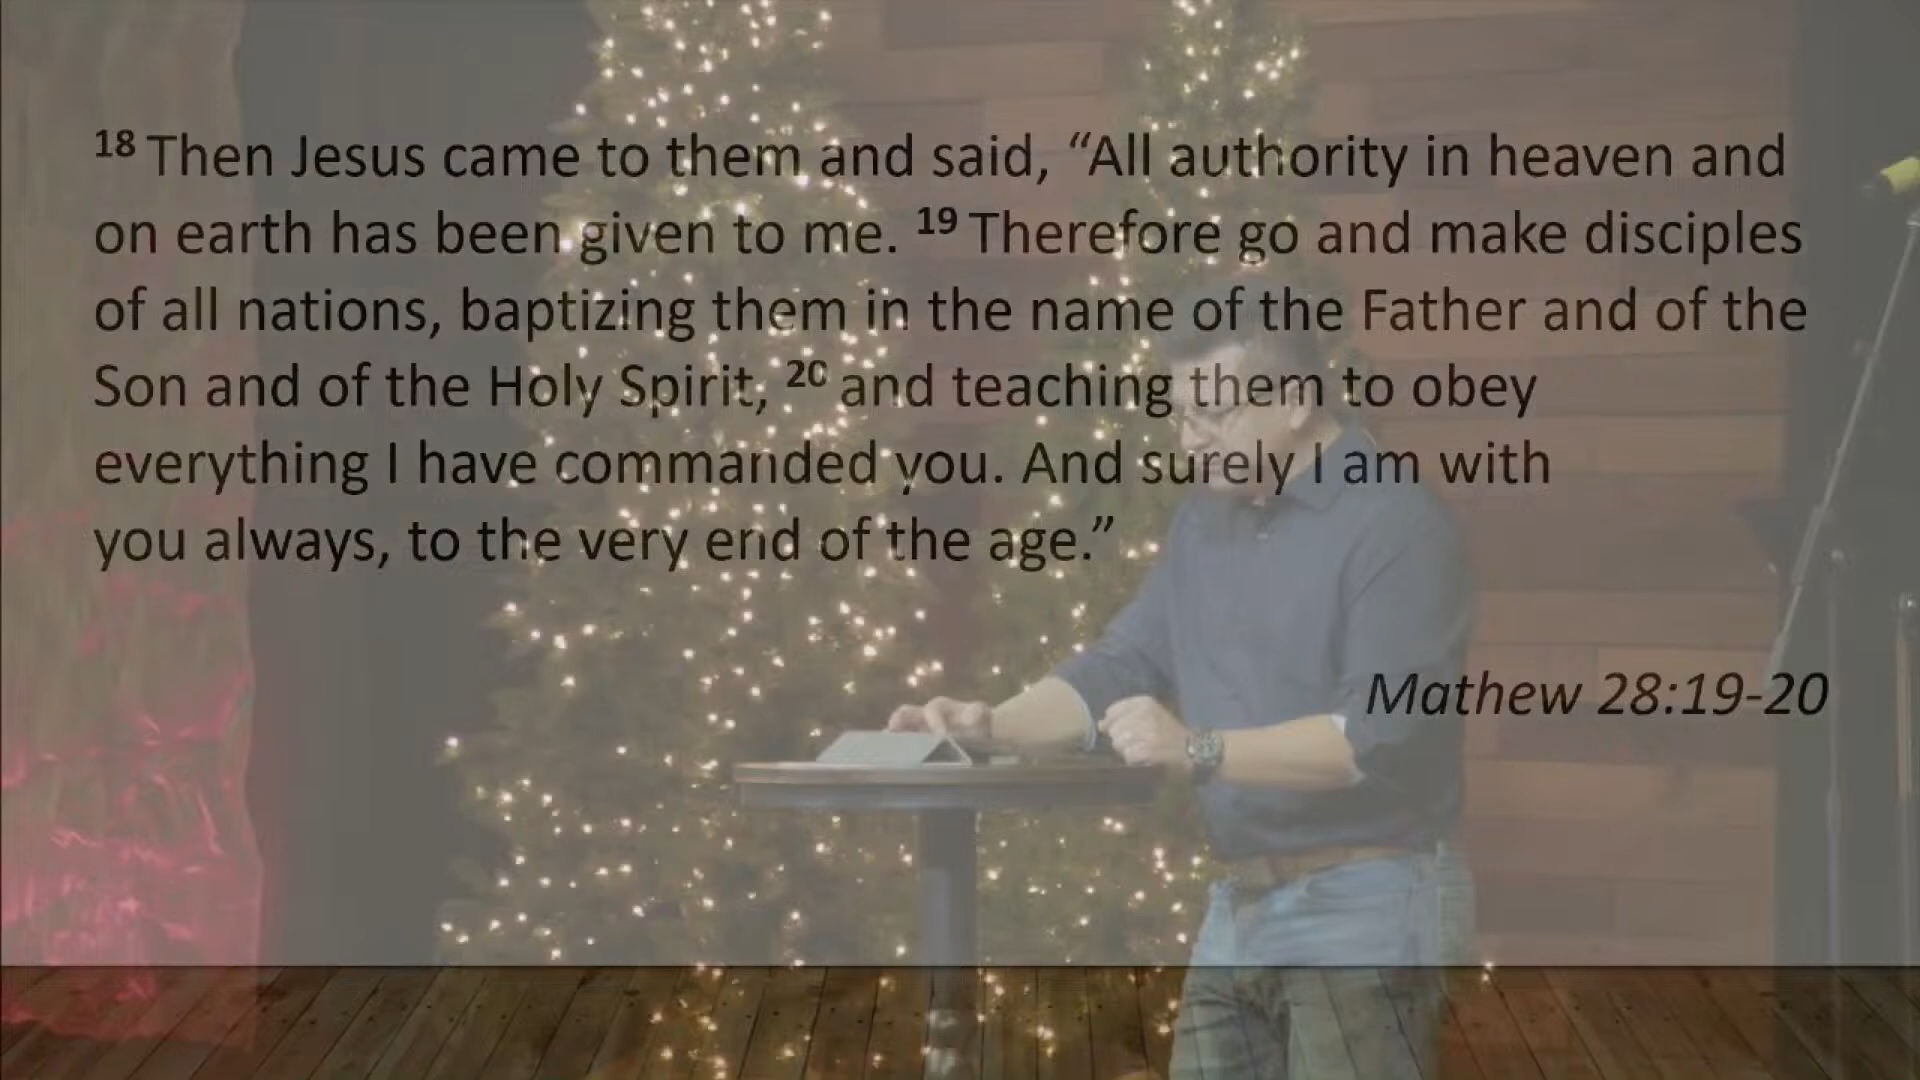 18 Then Jesus came to them and said, “All authority in heaven and
on earth has been given to me. 19 Therefore go and make disciples
of all nations, baptizing them in the name of the Father and of the
Son and of the Holy Spirit, 20 and teaching them to obey
everything I have commanded you. And surely I am with
you always, to the very end of the age.”
Mathew 28:19-20